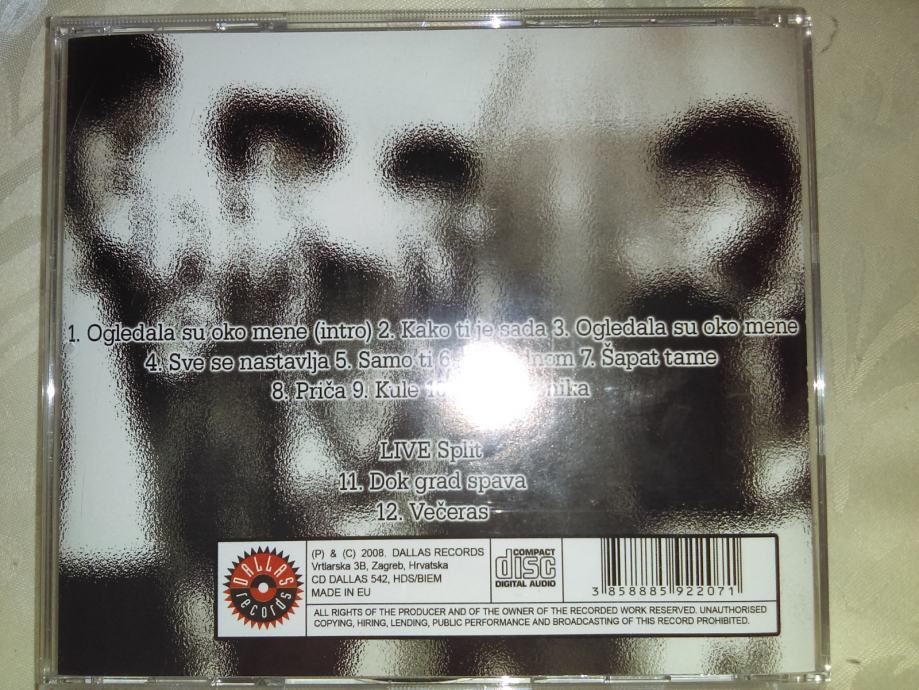 1. Ogledala su oko mene (intro) 2. Kako ti je sada 3. Ogledala su oko mene
4. Sve se nastavlja 5. Samo ti 6. 7. Šapat tame
8. Priča 9. Kule
LIVE Split
11. Dok grad spava
12. Večeras
DALLAS
records
(P) & (C) 2008. DALLAS RECORDS
Vrtlarska 3B, Zagreb, Hrvatska
CD DALLAS 542, HDS/BIEM
MADE IN EU
COMPACT
disc
DIGITAL AUDIO
3 858885 922071
ALL RIGHTS OF THE PRODUCER AND OF THE OWNER OF THE RECORDED WORK RESERVED. UNAUTHORISED
COPYING, HIRING, LENDING, PUBLIC PERFORMANCE AND BROADCASTING OF THIS RECORD PROHIBITED.